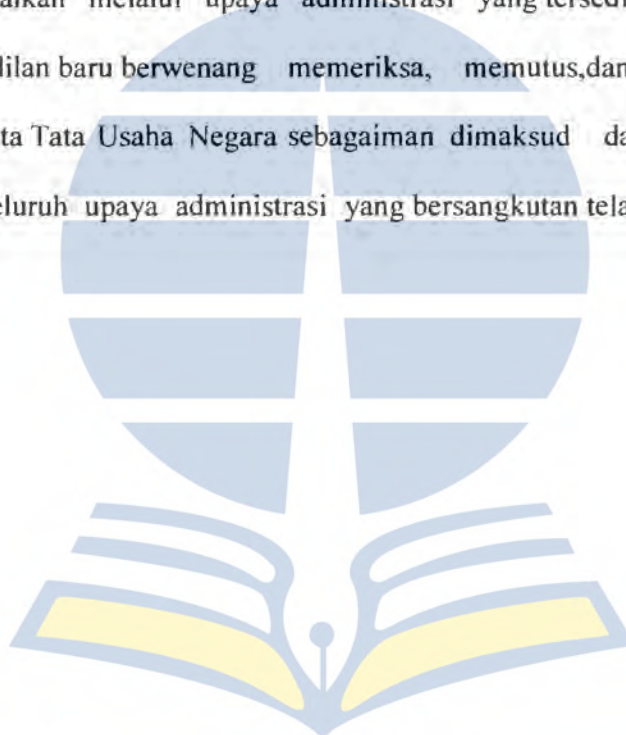 melalui upaya administrasi yang tersedi
dilan baru berwenang memeriksa, memutus,dan
ta Tata Usaha Negara sebagaiman dimaksud da
eluruh upaya administrasi yang bersangkutan tela